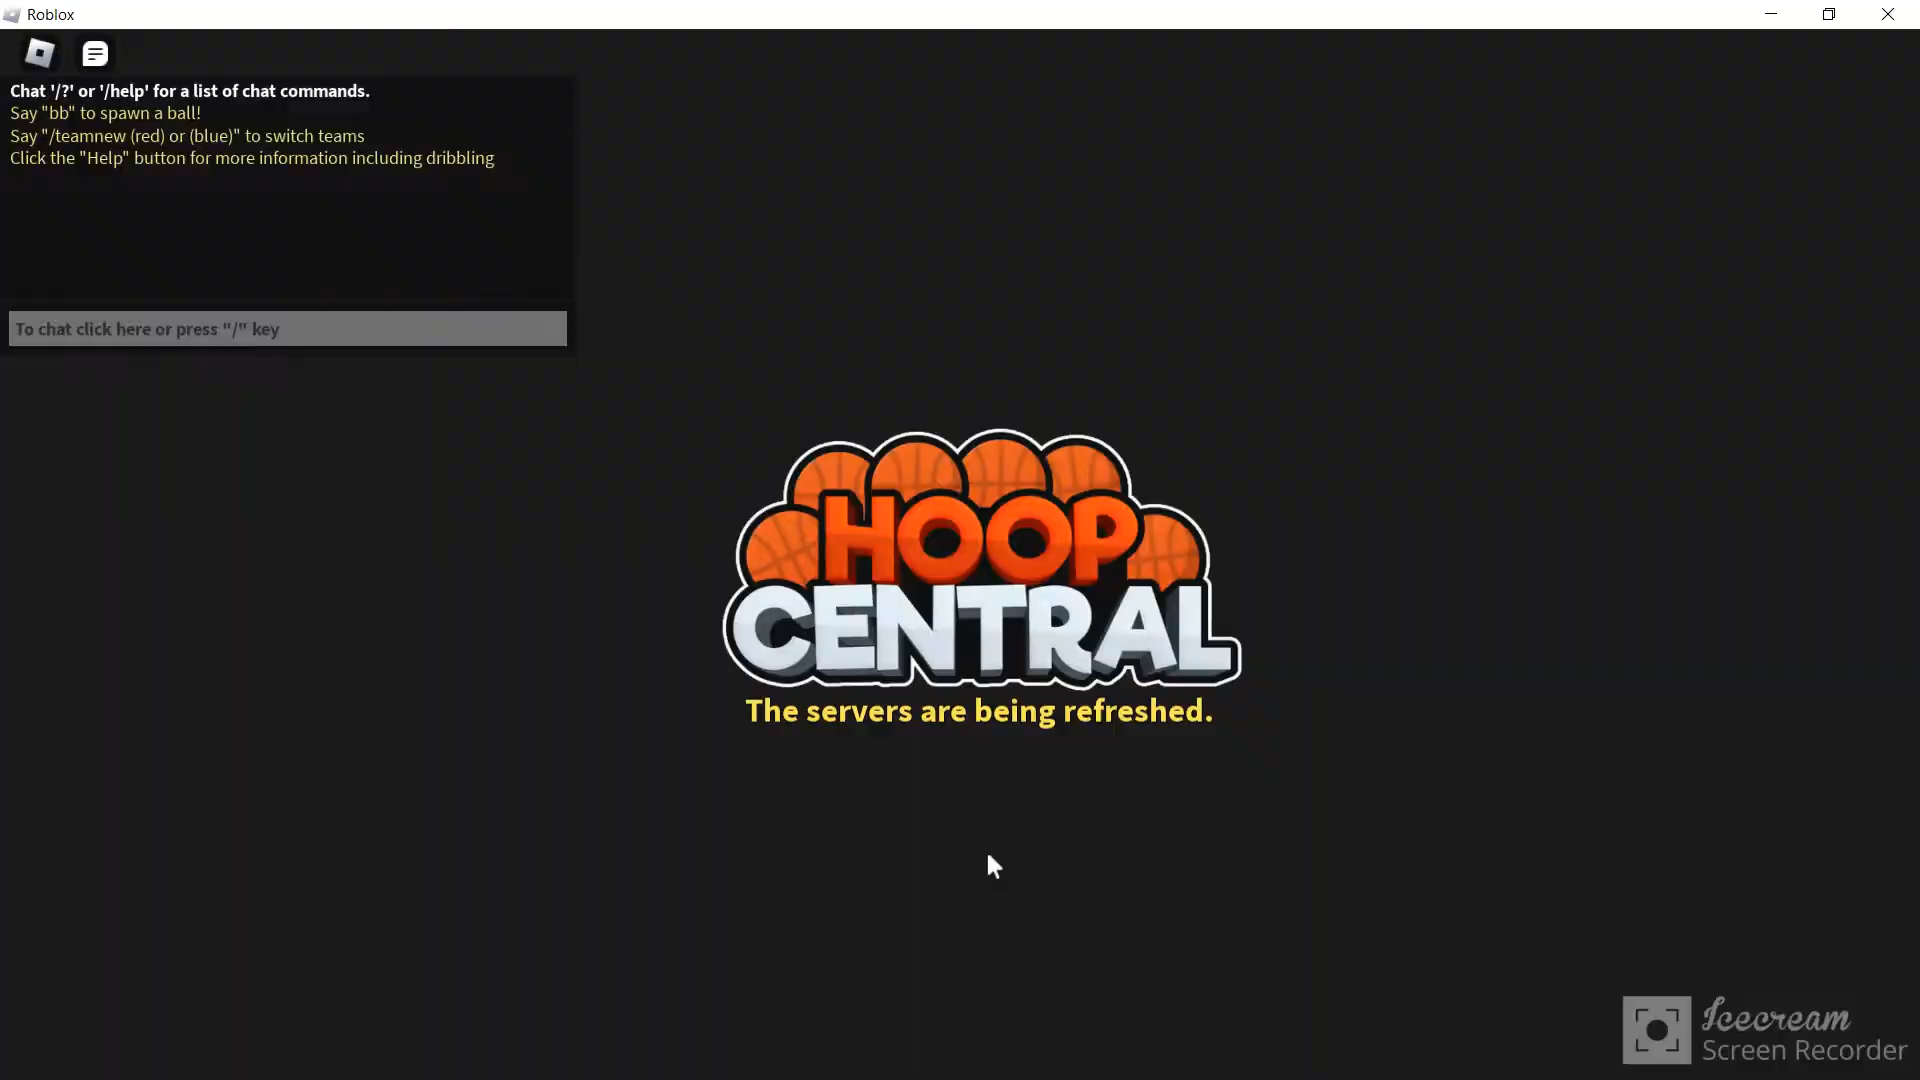 Roblox
Chat '/?' or '/help' for a list of chat commands.
Say "bb" to spawn a ball!
Say "/teamnew (red) or (blue)" to switch teams
Click the "Help" button for more information including dribbling
To chat click here or press "/" key
HOOP
CENTRAL
The servers are being refreshed.
Icecream
Screen Recorder